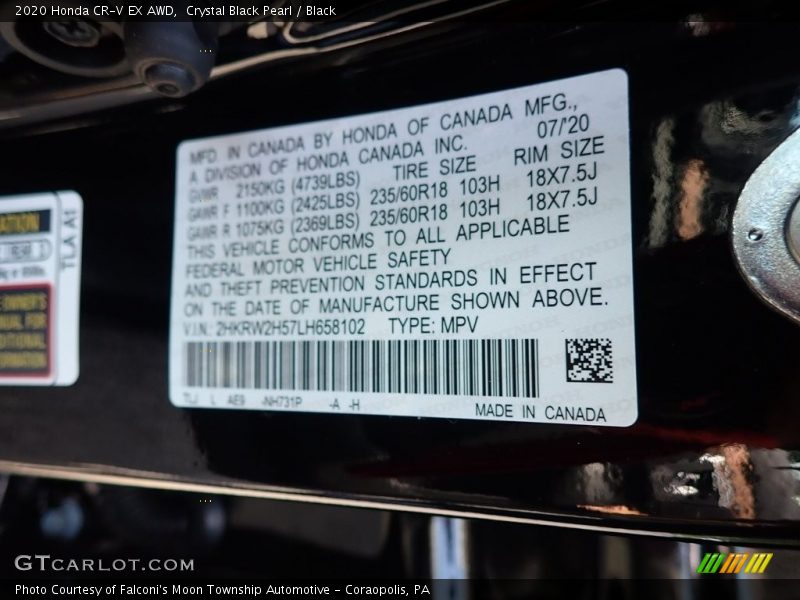 2020 Honda CR-V EX AWD, Crystal Black Pearl / Black
MFD. IN CANADA BY HONDA OF CANADA MFG.,
A DIVISION OF HONDA CANADA INC. 07/'20
GVWR 2150KG (4739LBS) TIRE SIZE RIM SIZE
GAWR F 1100KG (2425LBS) 235/60R18 103H 18X7.5J
GAWR R 1075KG (2369LBS) 235/60R18 103H 18X7.5J
THIS VEHICLE CONFORMS TO ALL APPLICABLE
FEDERAL MOTOR VEHICLE SAFETY
AND THEFT PREVENTION STANDARDS IN EFFECT
ON THE DATE OF MANUFACTURE SHOWN ABOVE.
V.I.N.: 2HKRW2H57LH658102 TYPE: MPV
TLJ L AE9 -NH731P -A -H
MADE IN CANADA
TLA A1
GTCARLOT.COM
Photo Courtesy of Falconi's Moon Township Automotive - Coraopolis, PA